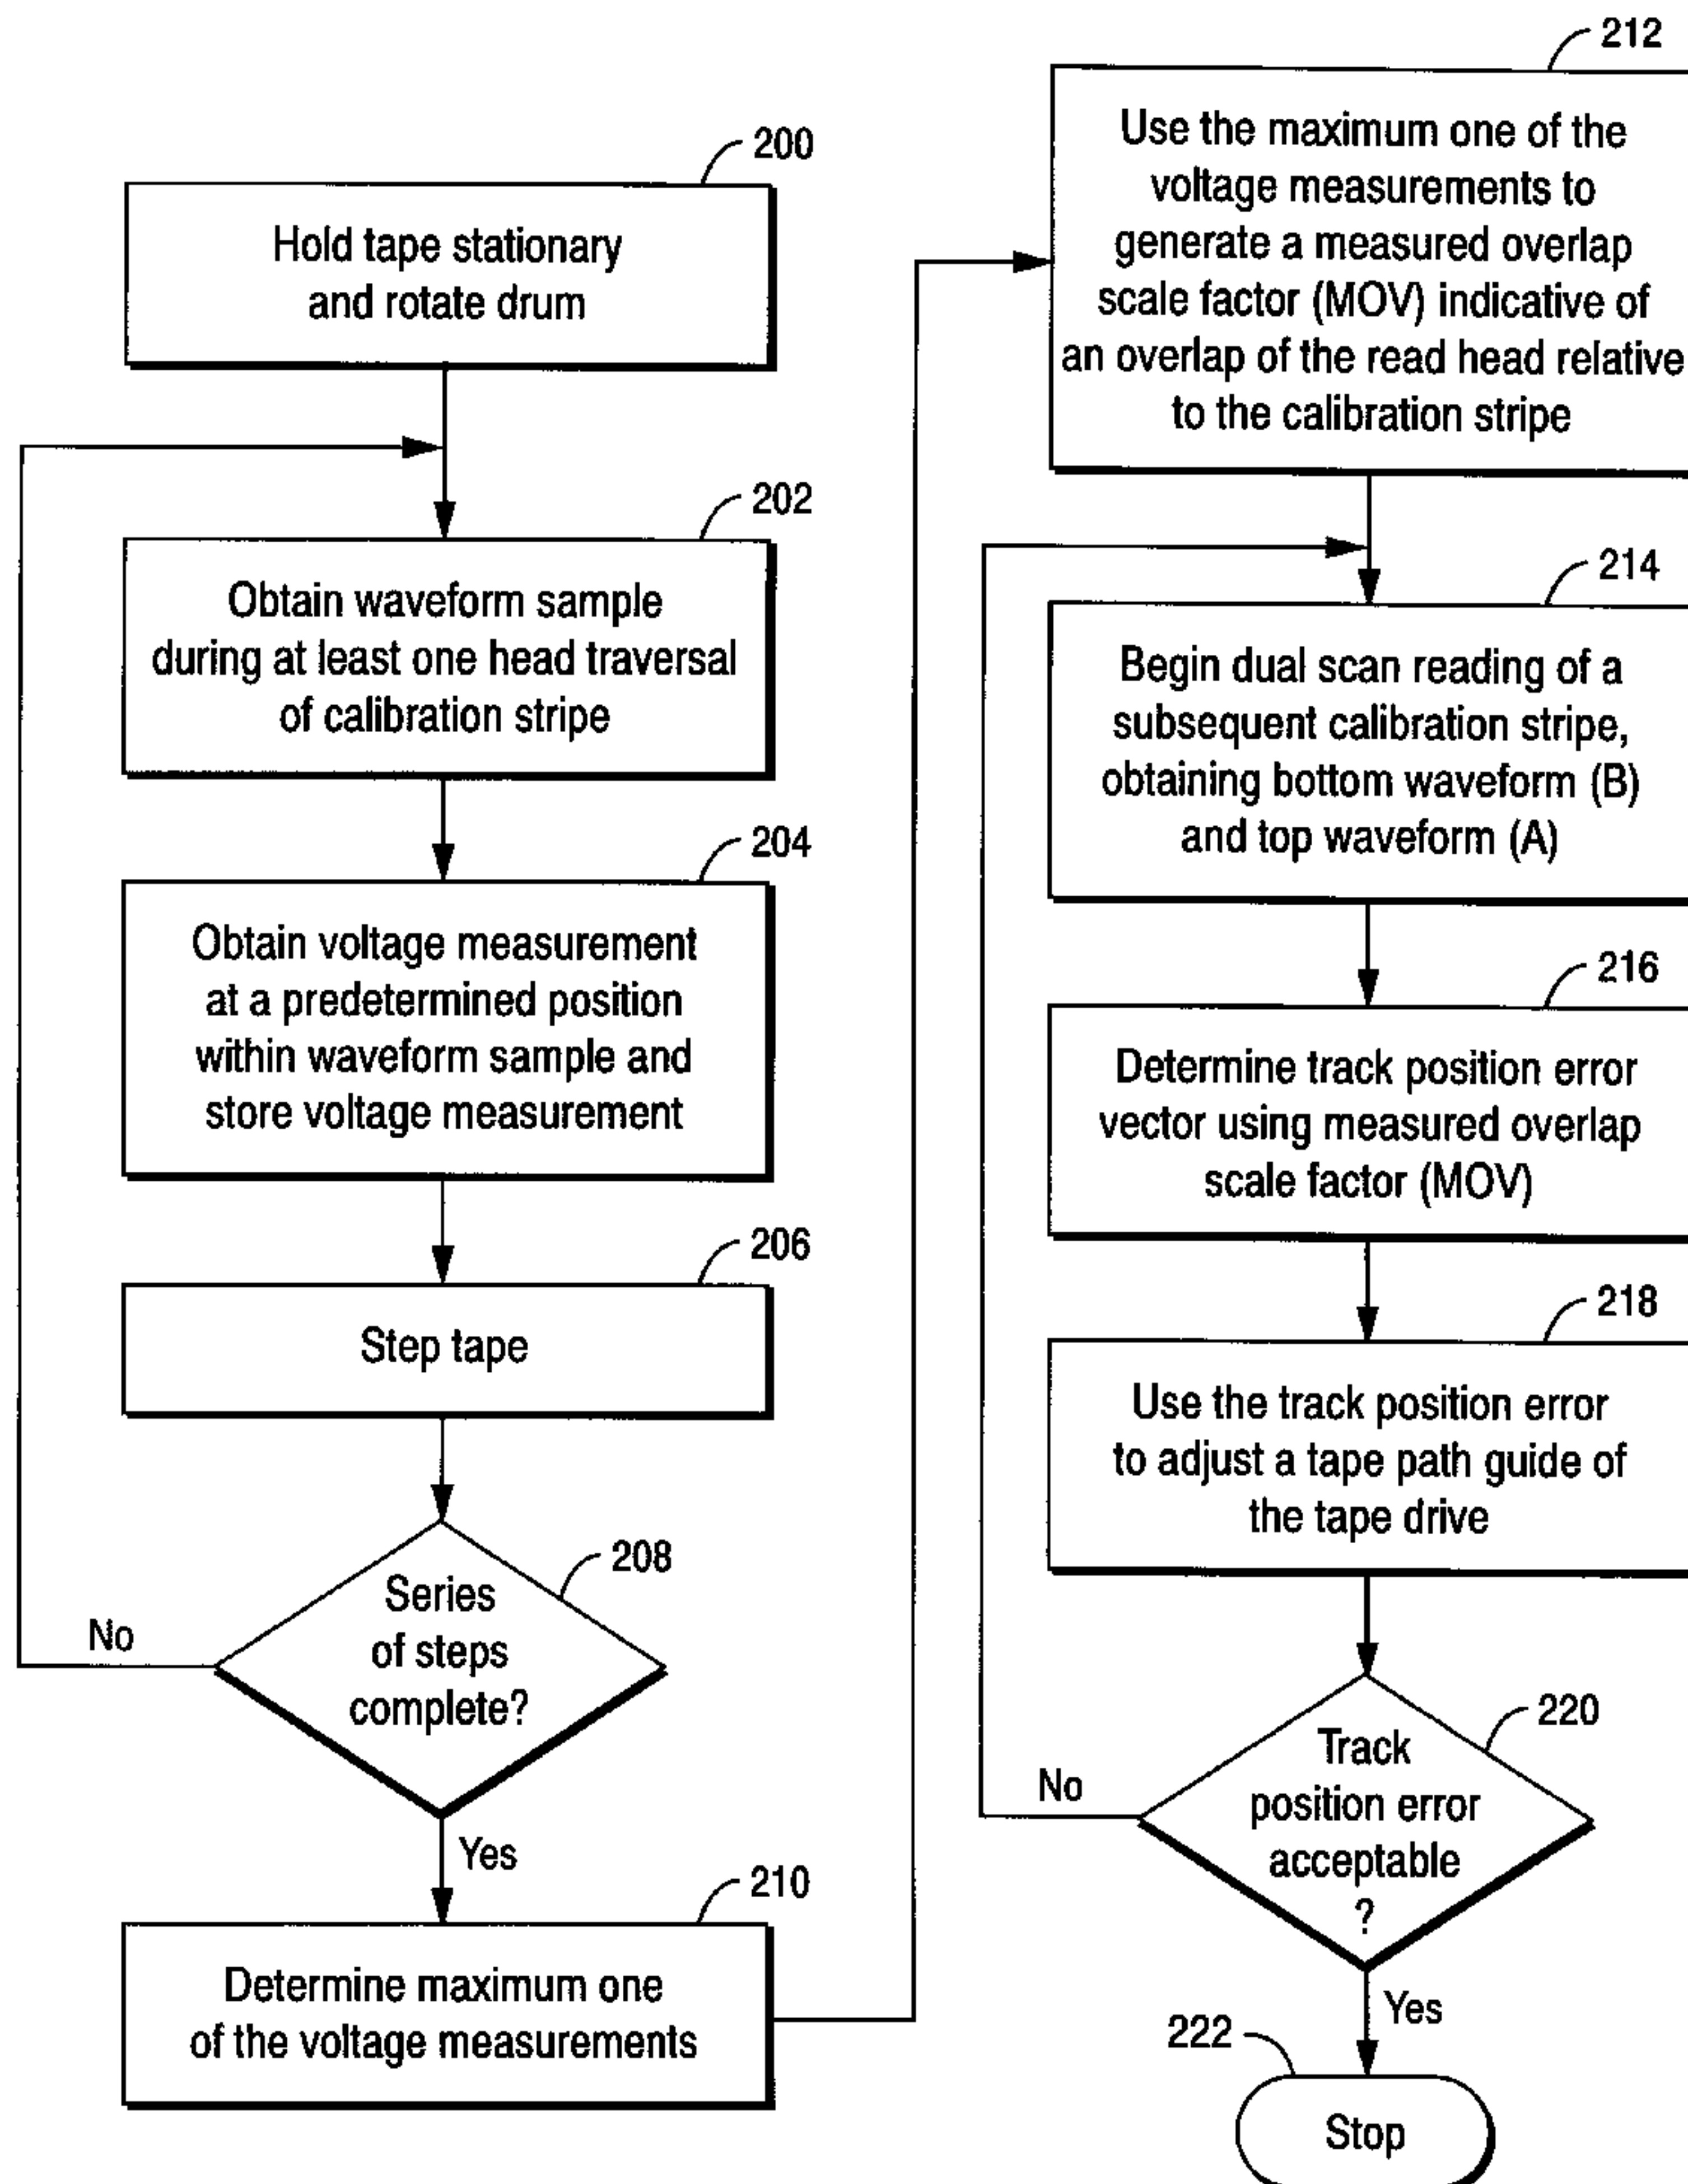 200
Hold tape stationary
and rotate drum
202
Obtain waveform sample
during at least one head traversal
of calibration stripe
204
Obtain voltage measurement
at a predetermined position
within waveform sample and
store voltage measurement
206
Step tape
208
Series
of steps
complete?
No
Yes
210
Determine maximum one
of the voltage measurements
212
Use the maximum one of the
voltage measurements to
generate a measured overlap
scale factor (MOV) indicative of
an overlap of the read head relative
to the calibration stripe
214
Begin dual scan reading of a
subsequent calibration stripe,
obtaining bottom waveform (B)
and top waveform (A)
216
Determine track position error
vector using measured overlap
scale factor (MOV)
218
Use the track position error
to adjust a tape path guide of
the tape drive
220
Track
position error
acceptable
?
No
Yes
222
Stop